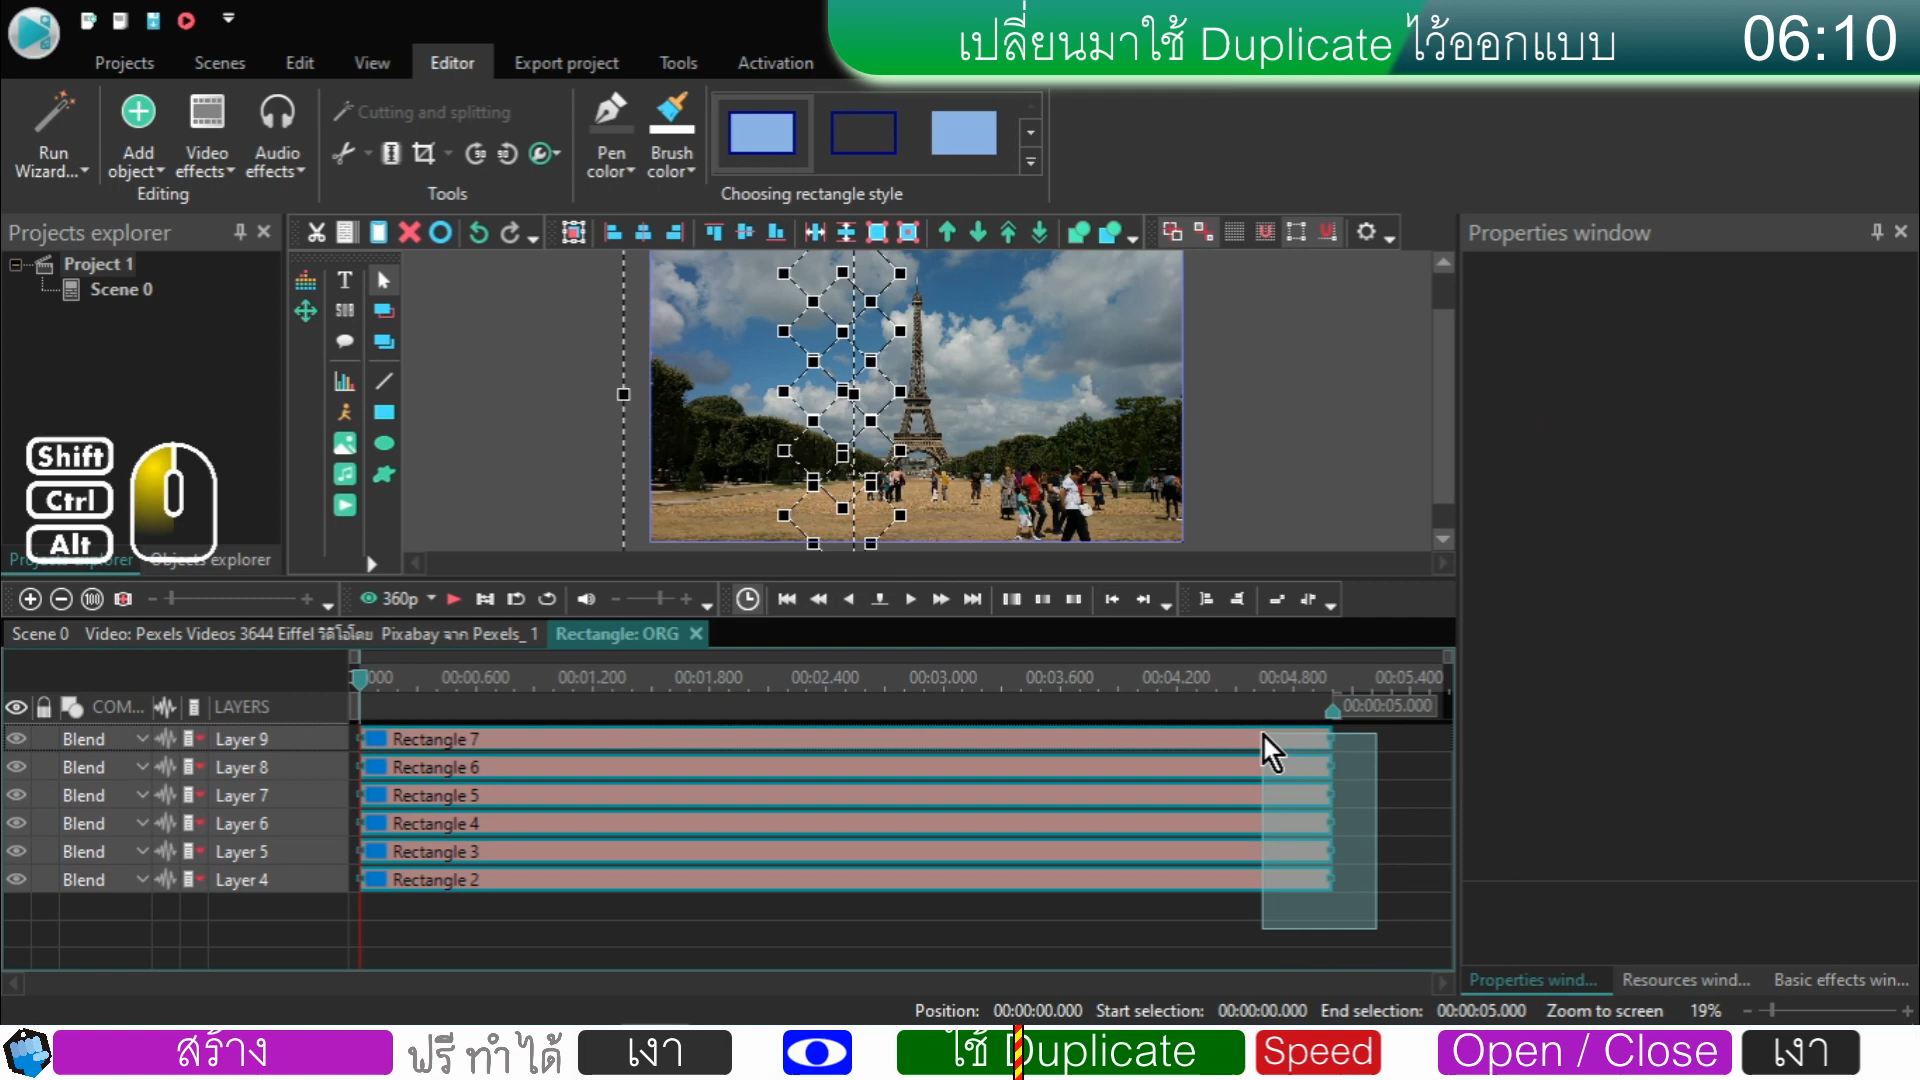 เปลี่ยนมาใช้ Duplicate ไว้ออกแบบ 06:10
Projects Scenes Edit View Editor Export project Tools Activation
Cutting and splitting
Run Wizard... Add object Video effects Audio effects Pen color Brush color
Editing Tools Choosing rectangle style
Projects explorer Properties window
Project 1
Scene 0
T
SUB
Shift
Ctrl
Alt
Projects explorer Objects explorer
100 360p
Scene 0 Video: Pexels Videos 3644 Eiffel วิดีโอโดย Pixabay จาก Pexels_ 1 Rectangle: ORG
000 00:00.600 00:01.200 00:01.800 00:02.400 00:03.000 00:03.600 00:04.200 00:04.800 00:05.400
COM... LAYERS 00:00:05.000
Blend Layer 9 Rectangle 7
Blend Layer 8 Rectangle 6
Blend Layer 7 Rectangle 5
Blend Layer 6 Rectangle 4
Blend Layer 5 Rectangle 3
Blend Layer 4 Rectangle 2
Properties wind... Resources wind... Basic effects win...
Position: 00:00:00.000 Start selection: 00:00:00.000 End selection: 00:00:05.000 Zoom to screen 19%
สร้าง ฟรี ทำได้ เงา ใช้ Duplicate Speed Open / Close เงา